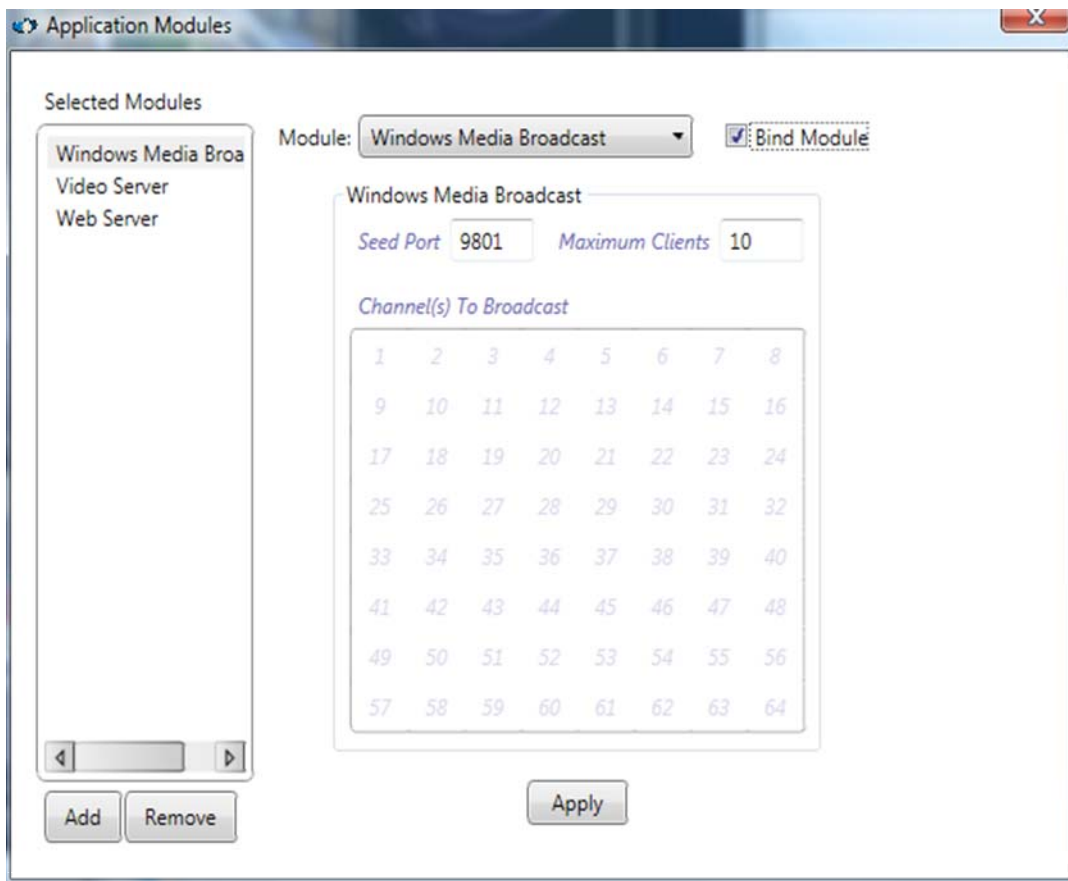 Application Modules
Selected Modules
Windows Media Broa
Video Server
Web Server
Module: Windows Media Broadcast
Bind Module
Windows Media Broadcast
Seed Port 9801 Maximum Clients 10
Channel(s) To Broadcast
1 2 3 4 5 6 7 8
9 10 11 12 13 14 15 16
17 18 19 20 21 22 23 24
25 26 27 28 29 30 31 32
33 34 35 36 37 38 39 40
41 42 43 44 45 46 47 48
49 50 51 52 53 54 55 56
57 58 59 60 61 62 63 64
Add Remove
Apply